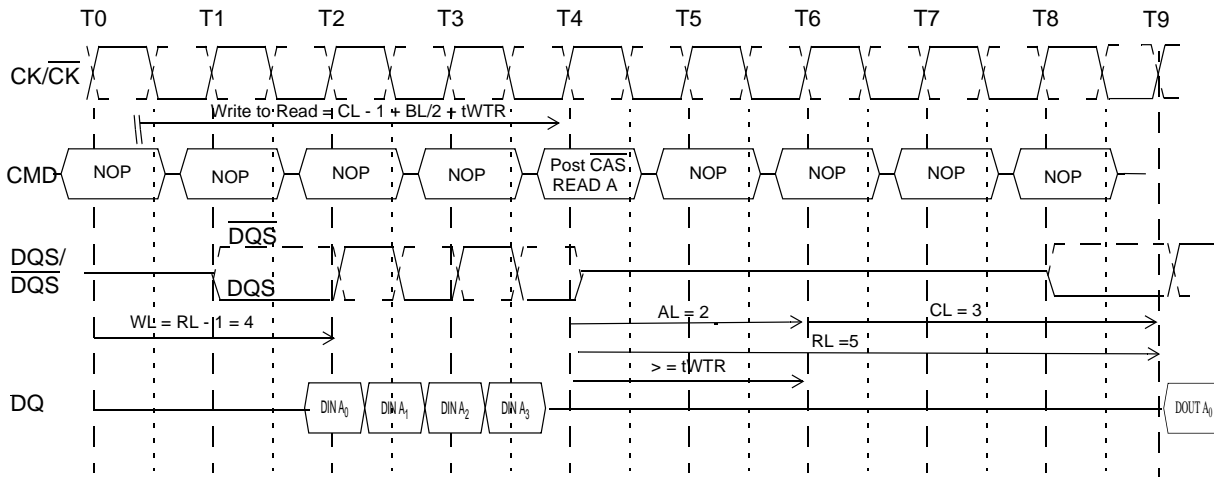 T0 T1 T2 T3 T4 T5 T6 T7 T8 T9
CK/CK
Write to Read = CL - 1 + BL/2 + tWTR
CMD NOP NOP NOP NOP Post CAS READ A NOP NOP NOP NOP
DQS
DQS/
DQS
DQS
WL = RL - 1 = 4
AL = 2
CL = 3
RL =5
> = tWTR
DQ DIN A0 DIN A1 DIN A2 DIN A3 DOUT A0